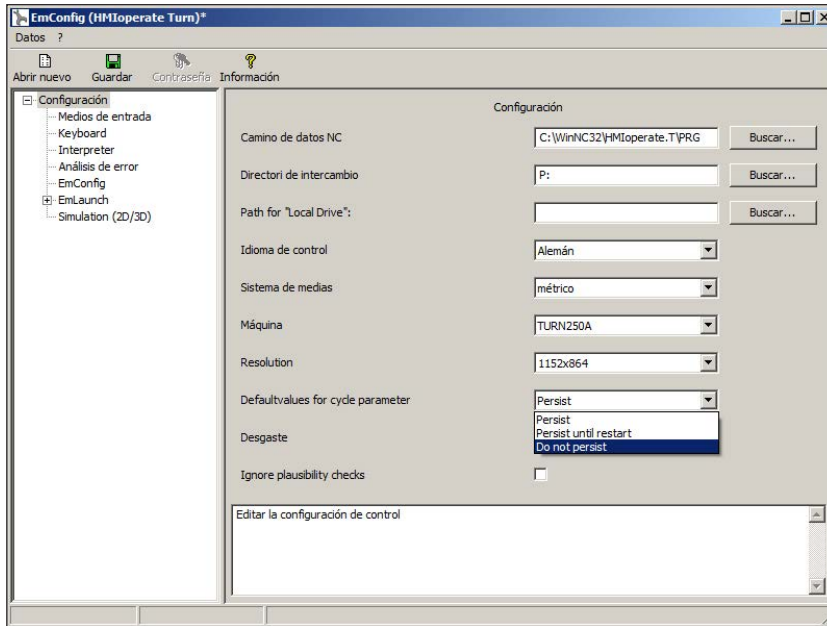 EmConfig (HMIoperate Turn)*
Datos ?
Abrir nuevo Guardar Contraseña Información
Configuración
Medios de entrada
Keyboard
Interpreter
Análisis de error
EmConfig
EmLaunch
Simulation (2D/3D)
Configuración
Camino de datos NC C:\WinNC32\HMIoperate.T\PRG Buscar...
Directori de intercambio P: Buscar...
Path for "Local Drive": Buscar...
Idioma de control Alemán
Sistema de medias métrico
Máquina TURN250A
Resolution 1152x864
Defaultvalues for cycle parameter Persist
Persist
Persist until restart
Do not persist
Desgaste
Ignore plausibility checks
Editar la configuración de control